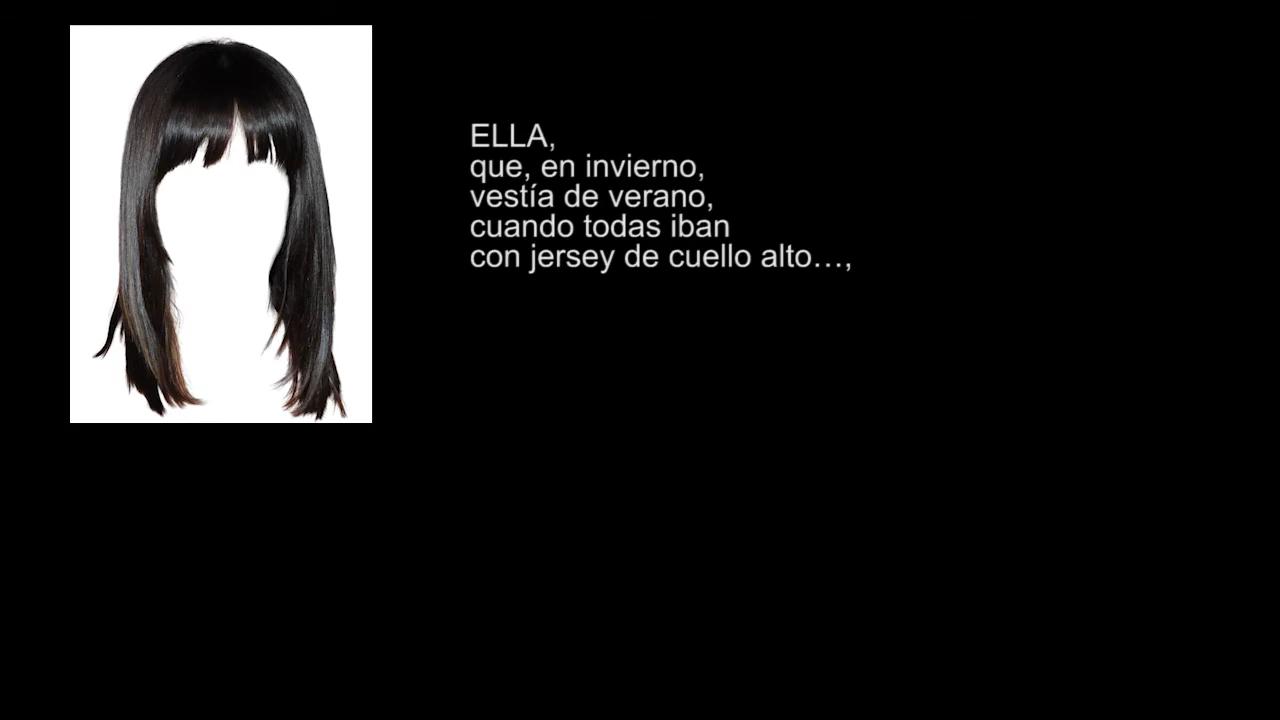 ELLA,
que, en invierno,
vestía de verano,
cuando todas iban
con jersey de cuello alto…,